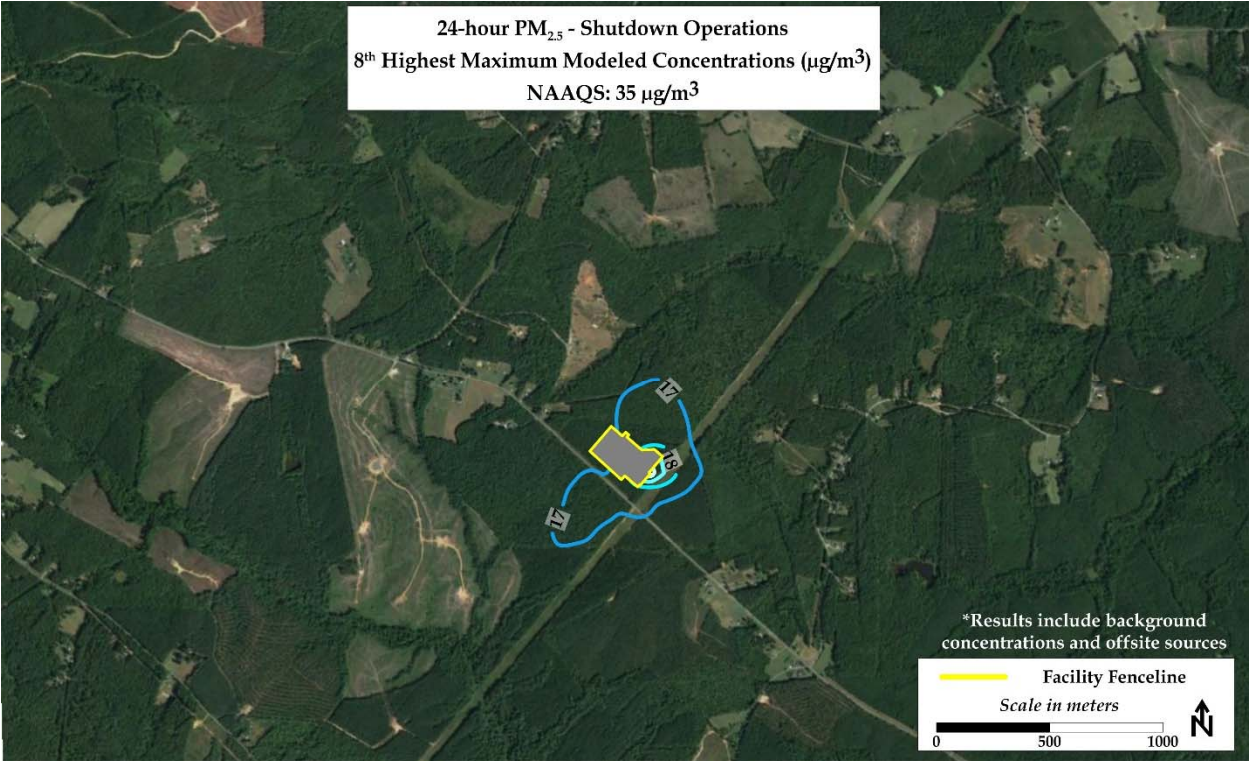 24-hour PM2.5 - Shutdown Operations
8th Highest Maximum Modeled Concentrations (μg/m3)
NAAQS: 35 μg/m3
17
18
17
*Results include background
concentrations and offsite sources
Facility Fenceline
Scale in meters
N
0 500 1000